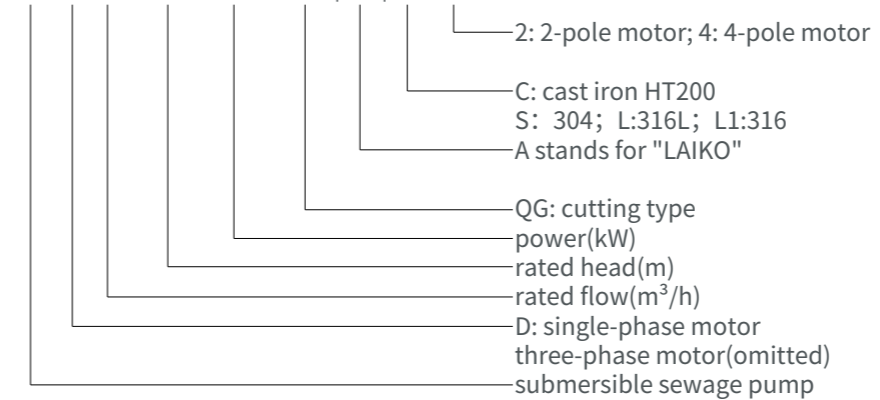 2: 2-pole motor; 4: 4-pole motor
C: cast iron HT200
S：304；L:316L；L1:316
A stands for "LAIKO"
QG: cutting type
power(kW)
rated head(m)
rated flow(m³/h)
D: single-phase motor
three-phase motor(omitted)
submersible sewage pump